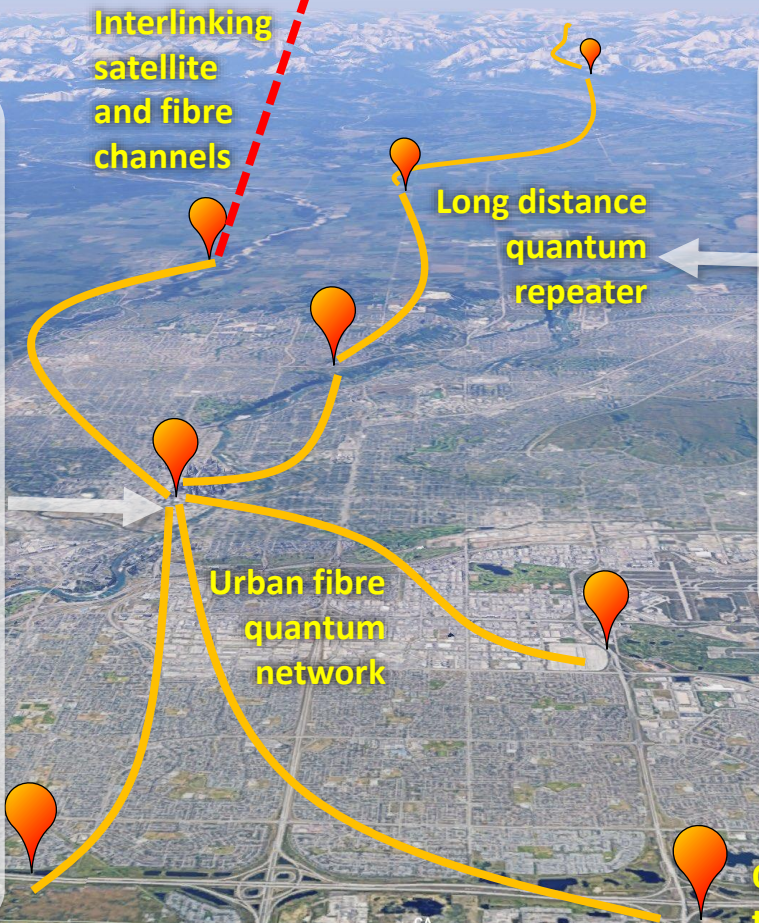 Interlinking
satellite
and fibre
channels
Long distance
quantum
repeater
Urban fibre
quantum
network